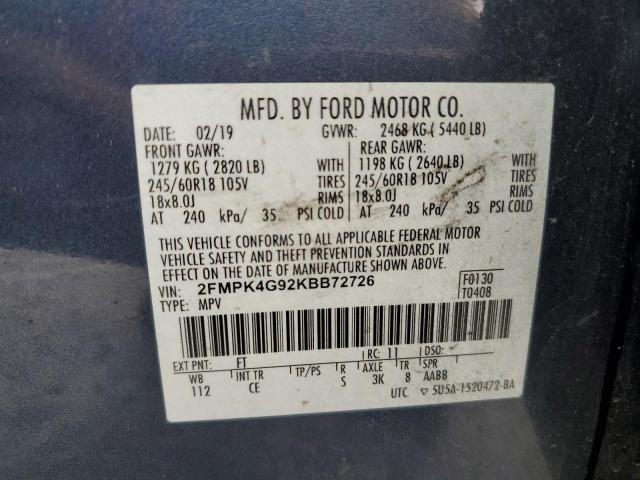 MFD. BY FORD MOTOR CO.
DATE: 02/19 GVWR: 2468 KG ( 5440 LB)
FRONT GAWR: REAR GAWR:
1279 KG ( 2820 LB) WITH 1198 KG ( 2640 LB) WITH
245/60R18 105V TIRES 245/60R18 105V TIRES
18x8.0J RIMS 18x8.0J RIMS
AT 240 kPa/ 35 PSI COLD AT 240 kPa/ 35 PSI COLD
THIS VEHICLE CONFORMS TO ALL APPLICABLE FEDERAL MOTOR
VEHICLE SAFETY AND THEFT PREVENTION STANDARDS IN
EFFECT ON THE DATE OF MANUFACTURE SHOWN ABOVE.
VIN: 2FMPK4G92KBB72726 F0130
TYPE: MPV T0408
EXT PNT: FT RC: 11 DSO:
WB INT TR TP/PS R AXLE TR SPR
112 CE S 3K 8 AABB
UTC ▽ 5U5A-1520472-BA